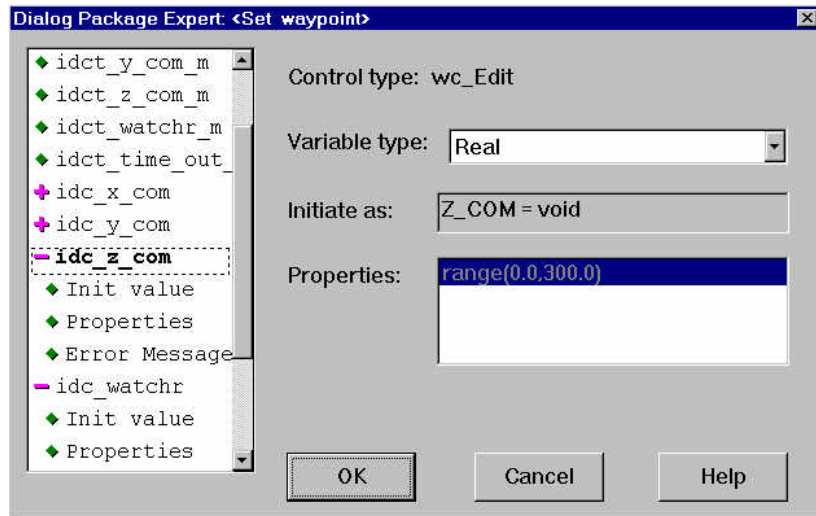 Dialog Package Expert: <Set waypoint>
idct_y_com_m
idct_z_com_m
idct_watchr_m
idct_time_out_
idc_x_com
idc_y_com
idc_z_com
Init value
Properties
Error Message
idc_watchr
Init value
Properties
Control type: wc_Edit
Variable type: Real
Initiate as: Z_COM = void
Properties: range(0.0,300.0)
OK Cancel Help